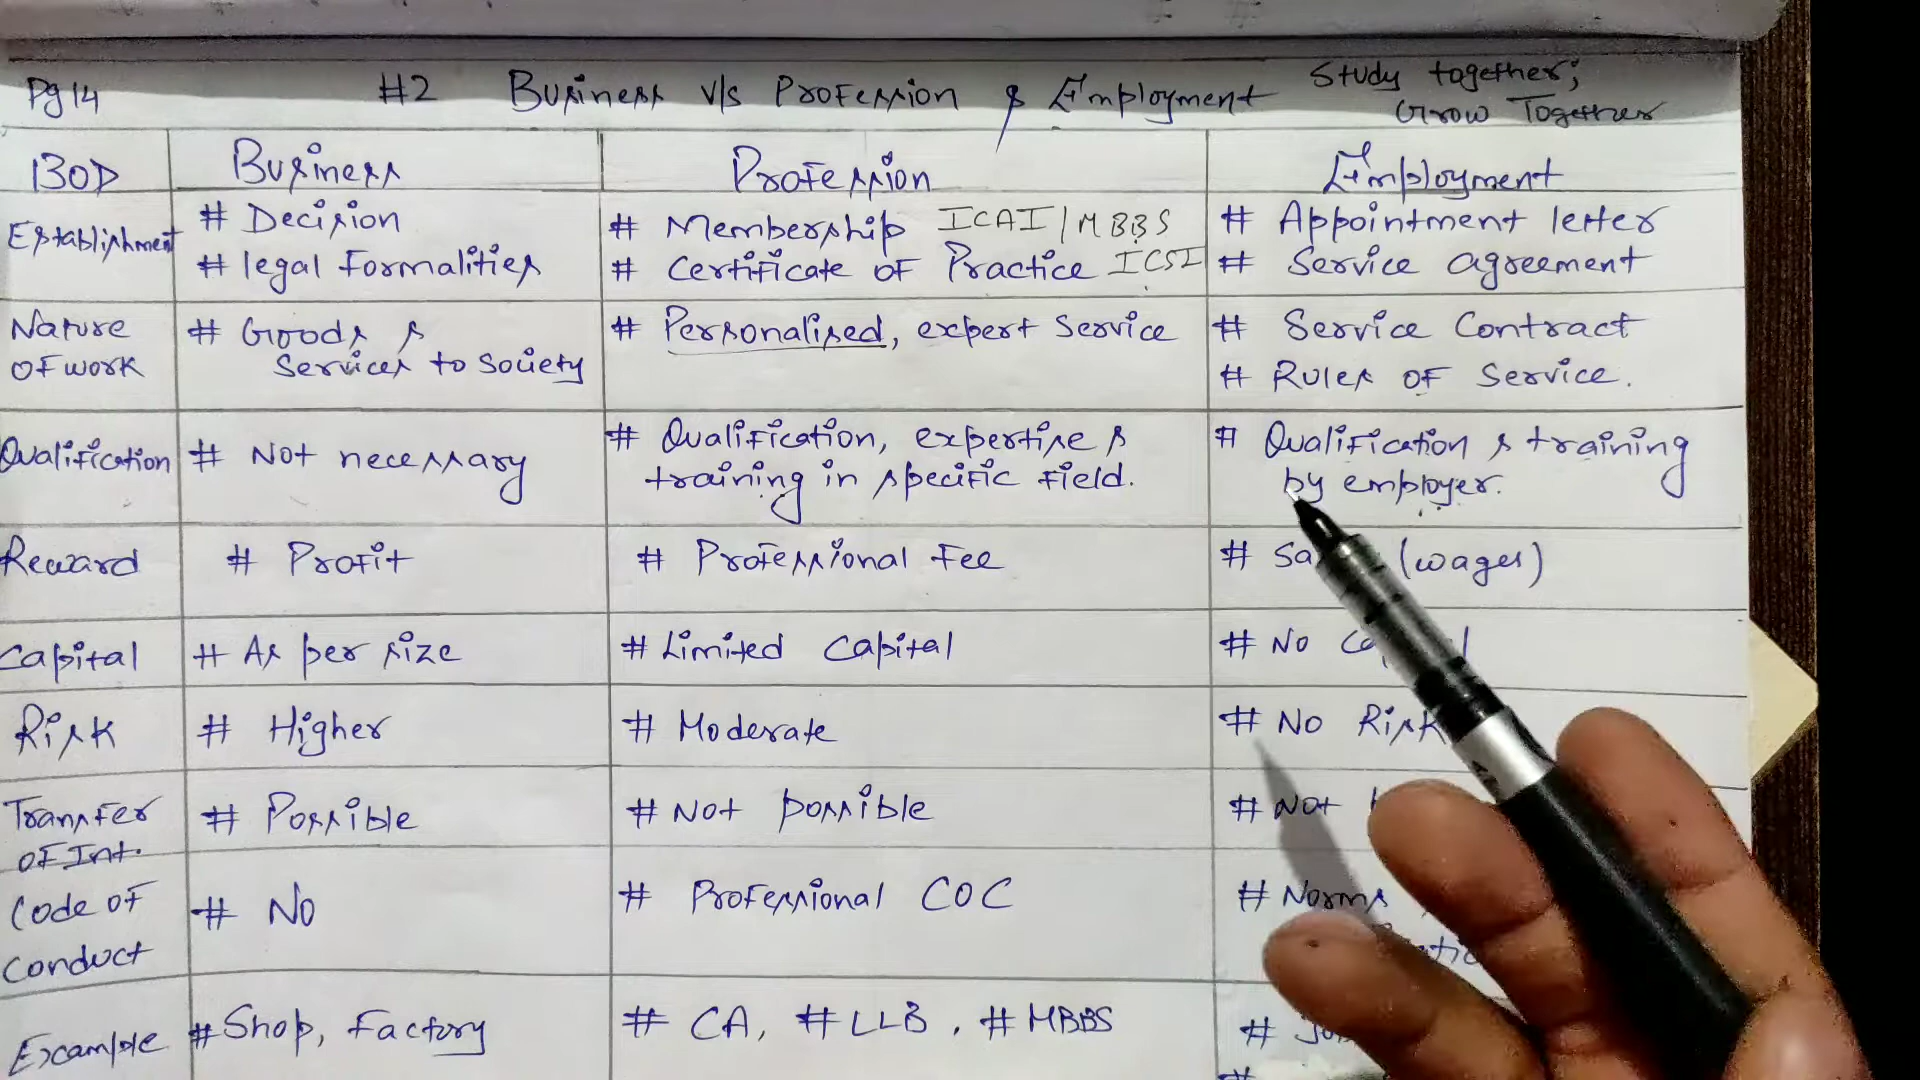 Pg 14
#2 Business v/s Profession & Employment
Study together;
Grow Together
BOD
Business
Profession
Employment
Establishment
# Decision
# legal Formalities
# Membership ICAI/MBBS
# Certificate of Practice ICSI
# Appointment letter
# Service agreement
Nature
OF work
# Goods &
Services to Society
# Personalised, expert Service
# Service Contract
# Rules OF Service.
Qualification
# Not necessary
# Qualification, expertise &
training in specific Field.
# Qualification & training
by employer.
Reward
# Profit
# Professional Fee
# (wages)
Capital
# As per size
# Limited Capital
# No
Risk
# Higher
# Moderate
# No Risk
Transfer
OF Int.
# Possible
# Not possible
# Not
Code OF
Conduct
# No
# Professional COC
# Norms
Example
# Shop, Factory
# CA, # LLB, # MBBS
#
#